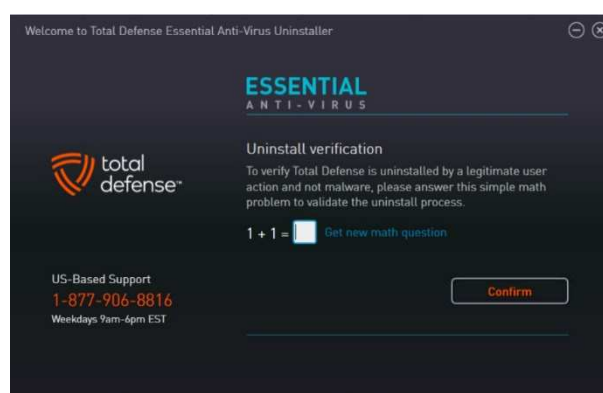 Welcome to Total Defense Essential Anti-Virus Uninstaller
ESSENTIAL
ANTI-VIRUS
total
defense™
Uninstall verification
To verify Total Defense is uninstalled by a legitimate user
action and not malware, please answer this simple math
problem to validate the uninstall process.
1 + 1 = Get new math question
US-Based Support
1-877-906-8816
Weekdays 9am-6pm EST
Confirm